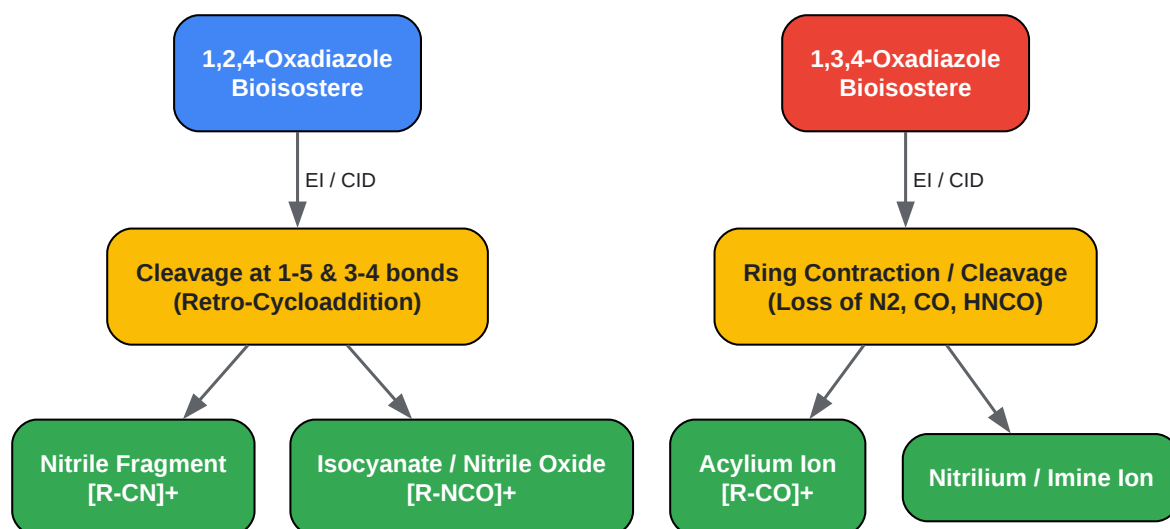 1,2,4-Oxadiazole
Bioisostere
1,3,4-Oxadiazole
Bioisostere
EI / CID
EI / CID
Cleavage at 1-5 & 3-4 bonds
(Retro-Cycloaddition)
Ring Contraction / Cleavage
(Loss of N2, CO, HNCO)
Nitrile Fragment
[R-CN]+
Isocyanate / Nitrile Oxide
[R-NCO]+
Acylium Ion
[R-CO]+
Nitrilium / Imine Ion